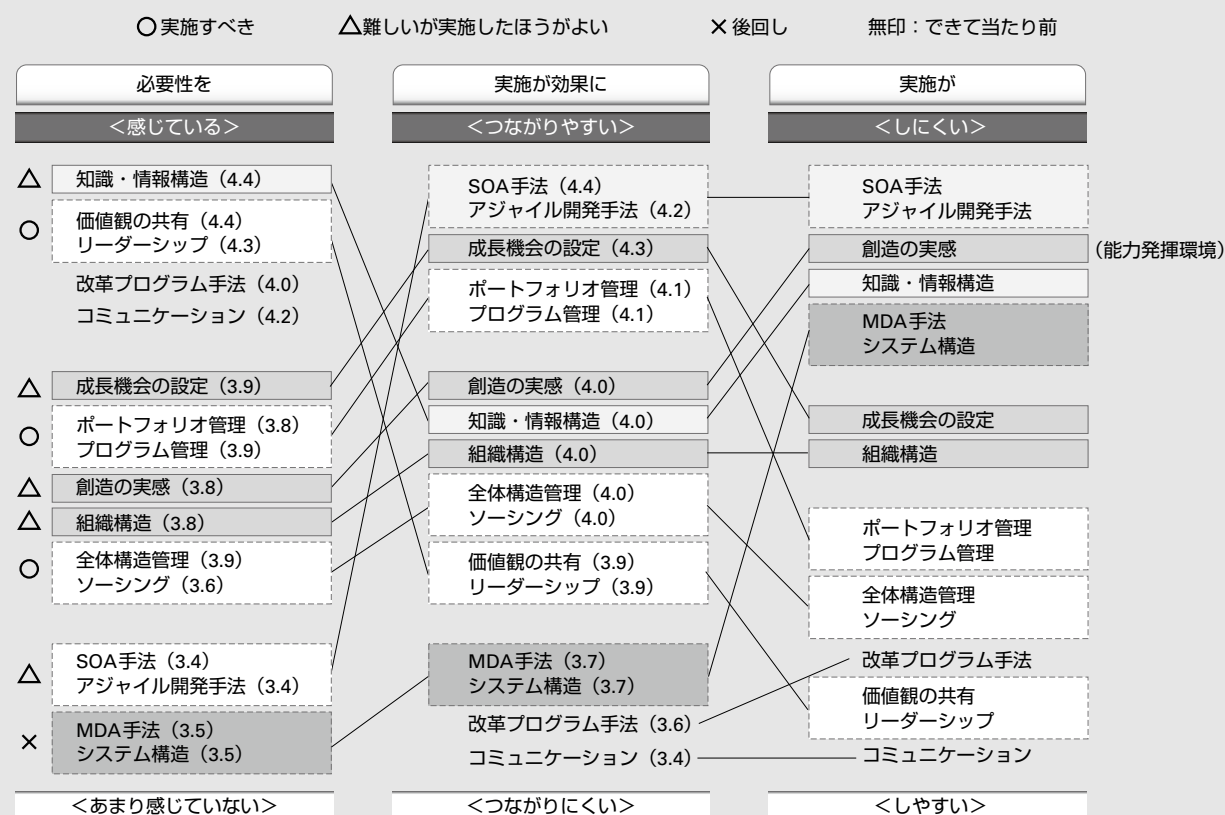 ○実施すべき △難しいが実施したほうがよい ×後回し 無印：できて当たり前
必要性を
＜感じている＞
△ 知識・情報構造（4.4）
○ 価値観の共有（4.4）
リーダーシップ（4.3）
改革プログラム手法（4.0）
コミュニケーション（4.2）
△ 成長機会の設定（3.9）
○ ポートフォリオ管理（3.8）
プログラム管理（3.9）
△ 創造の実感（3.8）
△ 組織構造（3.8）
○ 全体構造管理（3.9）
ソーシング（3.6）
△ SOA手法（3.4）
アジャイル開発手法（3.4）
× MDA手法（3.5）
システム構造（3.5）
＜あまり感じていない＞
実施が効果に
＜つながりやすい＞
SOA手法（4.4）
アジャイル開発手法（4.2）
成長機会の設定（4.3）
ポートフォリオ管理（4.1）
プログラム管理（4.1）
創造の実感（4.0）
知識・情報構造（4.0）
組織構造（4.0）
全体構造管理（4.0）
ソーシング（4.0）
価値観の共有（3.9）
リーダーシップ（3.9）
MDA手法（3.7）
システム構造（3.7）
改革プログラム手法（3.6）
コミュニケーション（3.4）
＜つながりにくい＞
実施が
＜しにくい＞
SOA手法
アジャイル開発手法
創造の実感 （能力発揮環境）
知識・情報構造
MDA手法
システム構造
成長機会の設定
組織構造
ポートフォリオ管理
プログラム管理
全体構造管理
ソーシング
改革プログラム手法
価値観の共有
リーダーシップ
コミュニケーション
＜しやすい＞